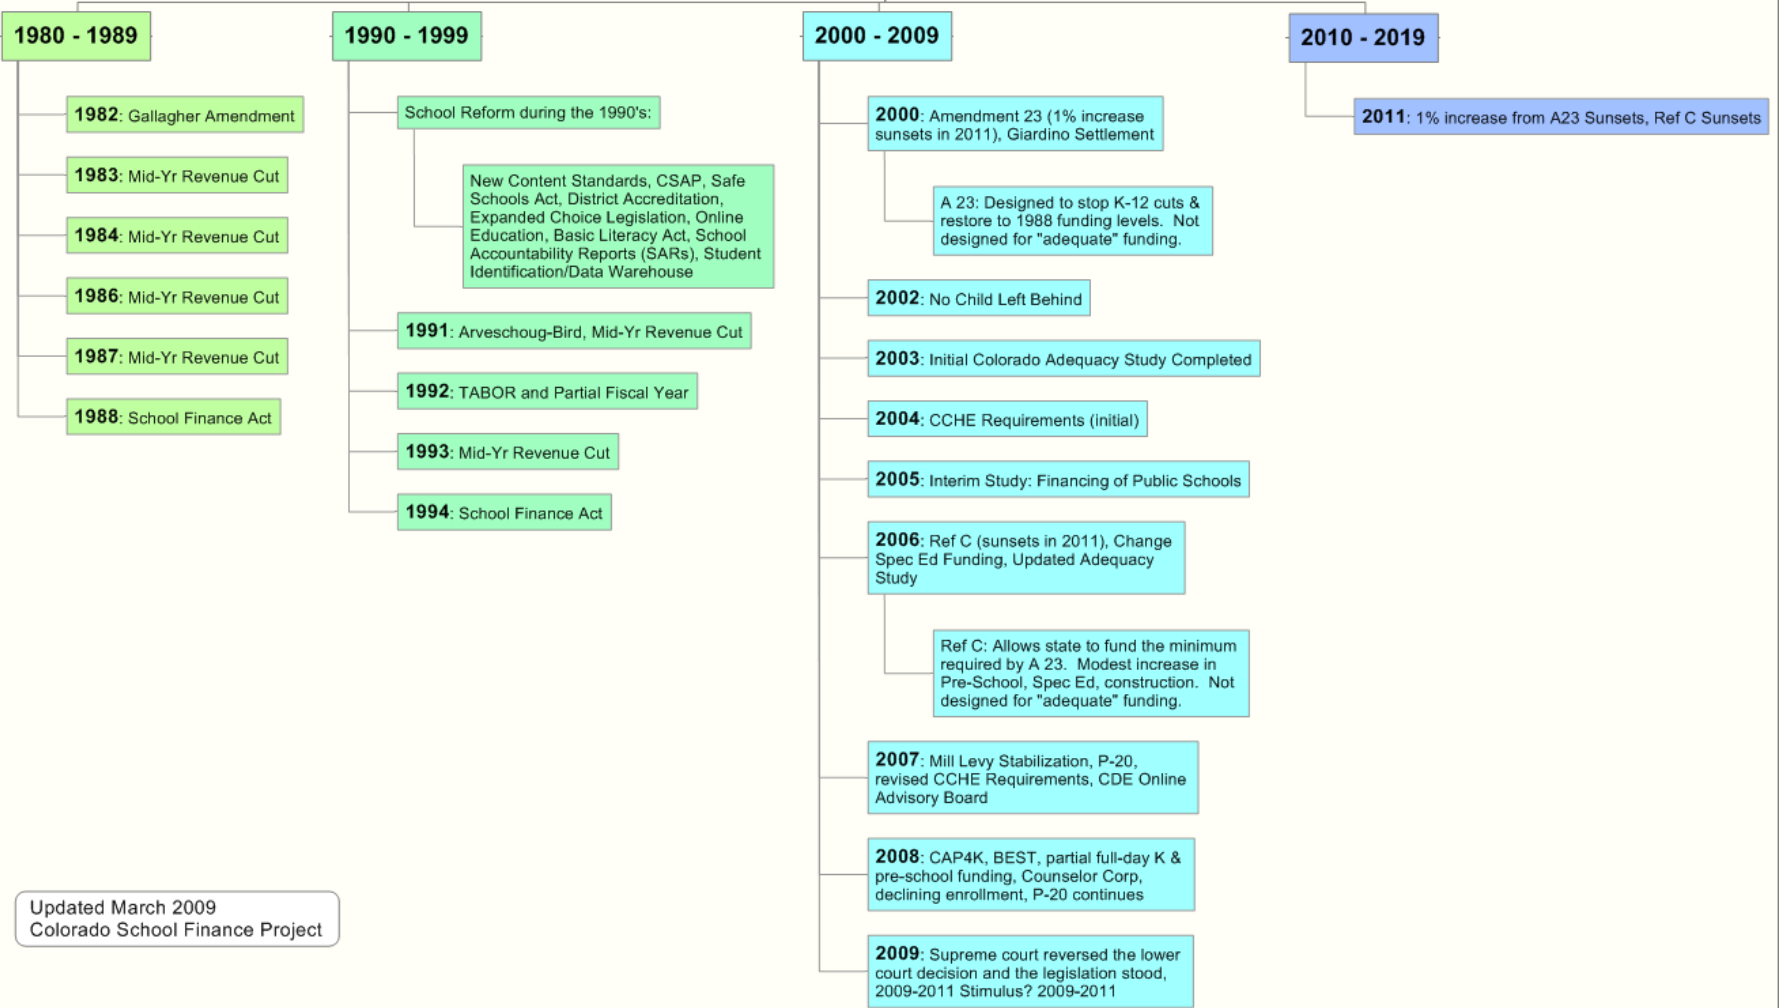 1980 - 1989
1982: Gallagher Amendment
1983: Mid-Yr Revenue Cut
1984: Mid-Yr Revenue Cut
1986: Mid-Yr Revenue Cut
1987: Mid-Yr Revenue Cut
1988: School Finance Act
1990 - 1999
School Reform during the 1990's:
New Content Standards, CSAP, Safe
Schools Act, District Accreditation,
Expanded Choice Legislation, Online
Education, Basic Literacy Act, School
Accountability Reports (SARs), Student
Identification/Data Warehouse
1991: Arveschoug-Bird, Mid-Yr Revenue Cut
1992: TABOR and Partial Fiscal Year
1993: Mid-Yr Revenue Cut
1994: School Finance Act
2000 - 2009
2000: Amendment 23 (1% increase
sunsets in 2011), Giardino Settlement
A 23: Designed to stop K-12 cuts &
restore to 1988 funding levels.  Not
designed for "adequate" funding.
2002: No Child Left Behind
2003: Initial Colorado Adequacy Study Completed
2004: CCHE Requirements (initial)
2005: Interim Study: Financing of Public Schools
2006: Ref C (sunsets in 2011), Change
Spec Ed Funding, Updated Adequacy
Study
Ref C: Allows state to fund the minimum
required by A 23.  Modest increase in
Pre-School, Spec Ed, construction.  Not
designed for "adequate" funding.
2007: Mill Levy Stabilization, P-20,
revised CCHE Requirements, CDE Online
Advisory Board
2008: CAP4K, BEST, partial full-day K &
pre-school funding, Counselor Corp,
declining enrollment, P-20 continues
2009: Supreme court reversed the lower
court decision and the legislation stood,
2009-2011 Stimulus? 2009-2011
2010 - 2019
2011: 1% increase from A23 Sunsets, Ref C Sunsets
Updated March 2009
Colorado School Finance Project